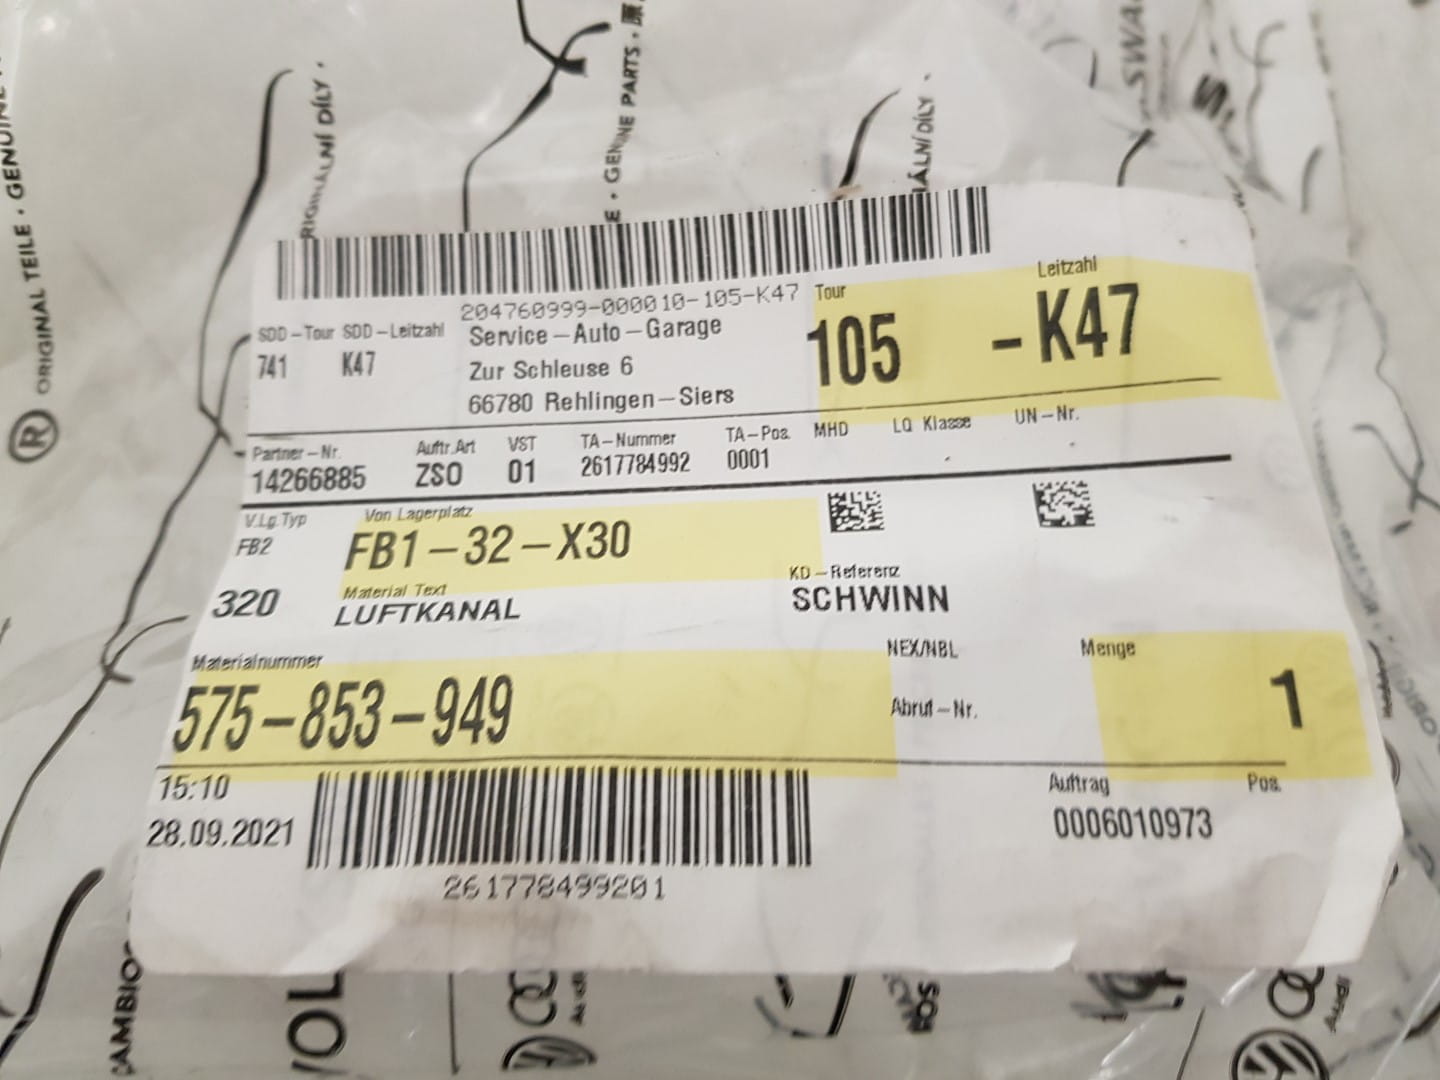 ORIGINAL TEILE · GENUINE
®
ORIGINÁLNÍ DÍLY ·
· GENUINE PARTS ·
204760999-000010-105-K47
SDD-Tour SDD-Leitzahl
741 K47
Service-Auto-Garage
Zur Schleuse 6
66780 Rehlingen-Siers
Tour Leitzahl
105 -K47
Partner-Nr. Auftr.Art VST TA-Nummer TA-Pos. MHD LQ Klasse UN-Nr.
14266885 ZSO 01 2617784992 0001
V.Lg.Typ Von Lagerplatz
FB2 FB1-32-X30
320 Material Text
LUFTKANAL
KD-Referenz
SCHWINN
Materialnummer NEX/NBL Menge
575-853-949 1
Abruf-Nr.
15:10
28.09.2021
261778499201
Auftrag Pos.
0006010973
Audi
Audi